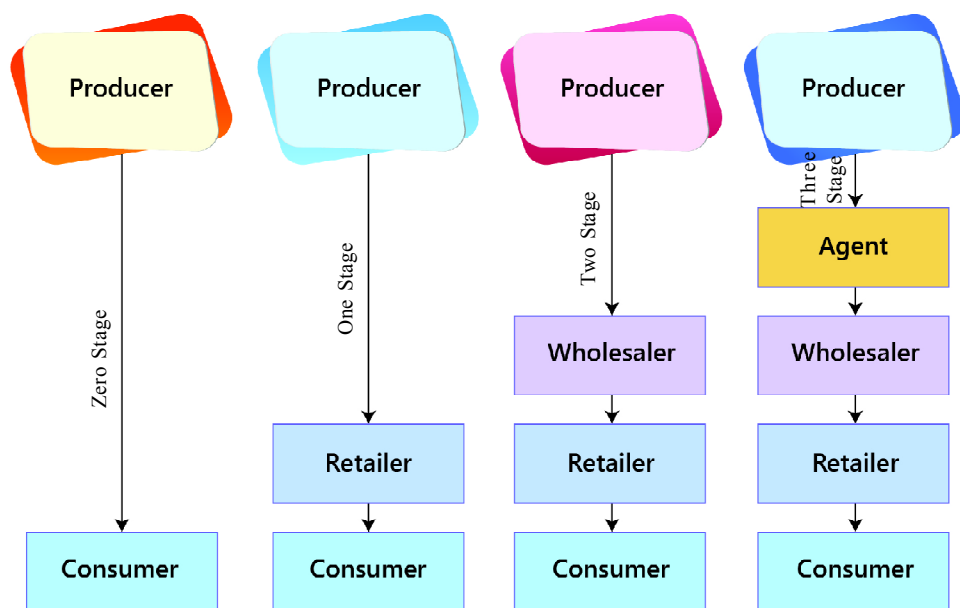 Producer
Producer
Producer
Producer
Three
Stage
Agent
Two Stage
One Stage
Zero Stage
Wholesaler
Wholesaler
Retailer
Retailer
Retailer
Consumer
Consumer
Consumer
Consumer